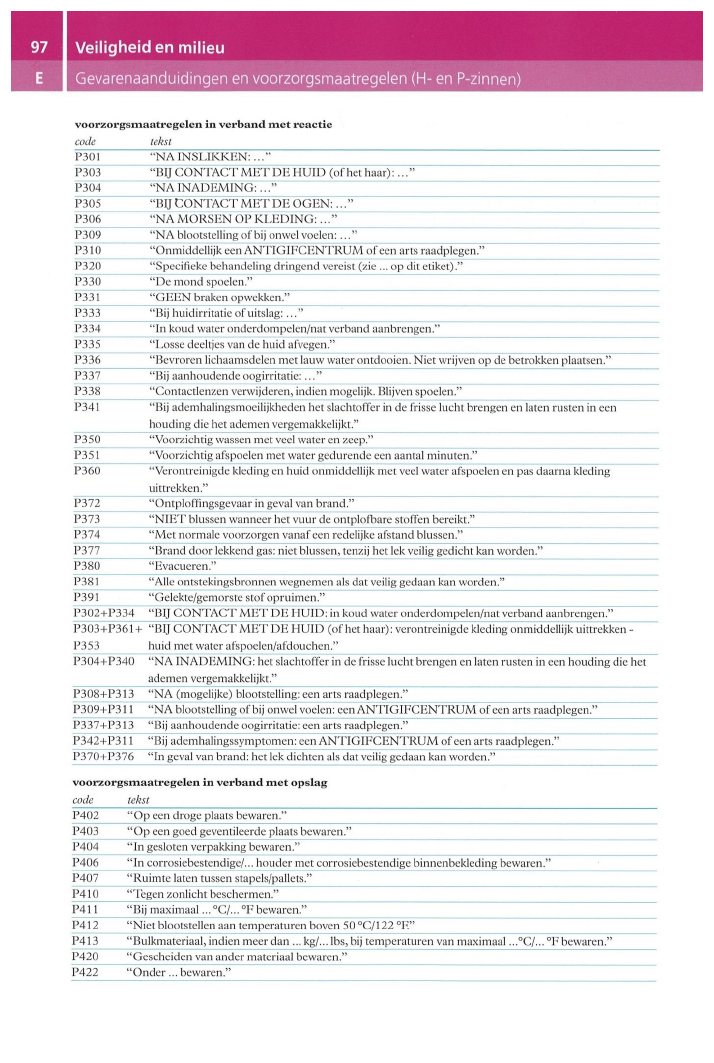 97 Veiligheid en milieu
E Gevarenaanduidingen en voorzorgsmaatregelen (H- en P-zinnen)
voorzorgsmaatregelen in verband met reactie
code tekst
P301 “NA INSLIKKEN: …”
P303 “BIJ CONTACT MET DE HUID (of het haar): …”
P304 “NA INADEMING: …”
P305 “BIJ CONTACT MET DE OGEN: …”
P306 “NA MORSEN OP KLEDING: …”
P309 “NA blootstelling of bij onwel voelen: …”
P310 “Onmiddellijk een ANTIGIFCENTRUM of een arts raadplegen.”
P320 “Specifieke behandeling dringend vereist (zie ... op dit etiket).”
P330 “De mond spoelen.”
P331 “GEEN braken opwekken.”
P333 “Bij huidirritatie of uitslag: …”
P334 “In koud water onderdompelen/nat verband aanbrengen.”
P335 “Losse deeltjes van de huid afvegen.”
P336 “Bevroren lichaamsdelen met lauw water ontdooien. Niet wrijven op de betrokken plaatsen.”
P337 “Bij aanhoudende oogirritatie: …”
P338 “Contactlenzen verwijderen, indien mogelijk. Blijven spoelen.”
P341 “Bij ademhalingsmoeilijkheden het slachtoffer in de frisse lucht brengen en laten rusten in een
houding die het ademen vergemakkelijkt.”
P350 “Voorzichtig wassen met veel water en zeep.”
P351 “Voorzichtig afspoelen met water gedurende een aantal minuten.”
P360 “Verontreinigde kleding en huid onmiddellijk met veel water afspoelen en pas daarna kleding
uittrekken.”
P372 “Ontploffingsgevaar in geval van brand.”
P373 “NIET blussen wanneer het vuur de ontplofbare stoffen bereikt.”
P374 “Met normale voorzorgen vanaf een redelijke afstand blussen.”
P377 “Brand door lekkend gas: niet blussen, tenzij het lek veilig gedicht kan worden.”
P380 “Evacueren.”
P381 “Alle ontstekingsbronnen wegnemen als dat veilig gedaan kan worden.”
P391 “Gelekte/gemorste stof opruimen.”
P302+P334 “BIJ CONTACT MET DE HUID: in koud water onderdompelen/nat verband aanbrengen.”
P303+P361+ “BIJ CONTACT MET DE HUID (of het haar): verontreinigde kleding onmiddellijk uittrekken -
P353 huid met water afspoelen/afdouchen.”
P304+P340 “NA INADEMING: het slachtoffer in de frisse lucht brengen en laten rusten in een houding die het
ademen vergemakkelijkt.”
P308+P313 “NA (mogelijke) blootstelling: een arts raadplegen.”
P309+P311 “NA blootstelling of bij onwel voelen: een ANTIGIFCENTRUM of een arts raadplegen.”
P337+P313 “Bij aanhoudende oogirritatie: een arts raadplegen.”
P342+P311 “Bij ademhalingssymptomen: een ANTIGIFCENTRUM of een arts raadplegen.”
P370+P376 “In geval van brand: het lek dichten als dat veilig gedaan kan worden.”
voorzorgsmaatregelen in verband met opslag
code tekst
P402 “Op een droge plaats bewaren.”
P403 “Op een goed geventileerde plaats bewaren.”
P404 “In gesloten verpakking bewaren.”
P406 “In corrosiebestendige/... houder met corrosiebestendige binnenbekleding bewaren.”
P407 “Ruimte laten tussen stapels/pallets.”
P410 “Tegen zonlicht beschermen.”
P411 “Bij maximaal ... °C/... °F bewaren.”
P412 “Niet blootstellen aan temperaturen boven 50 °C/122 °F.”
P413 “Bulkmateriaal, indien meer dan ... kg/... lbs, bij temperaturen van maximaal ...°C/... °F bewaren.”
P420 “Gescheiden van ander materiaal bewaren.”
P422 “Onder ... bewaren.”